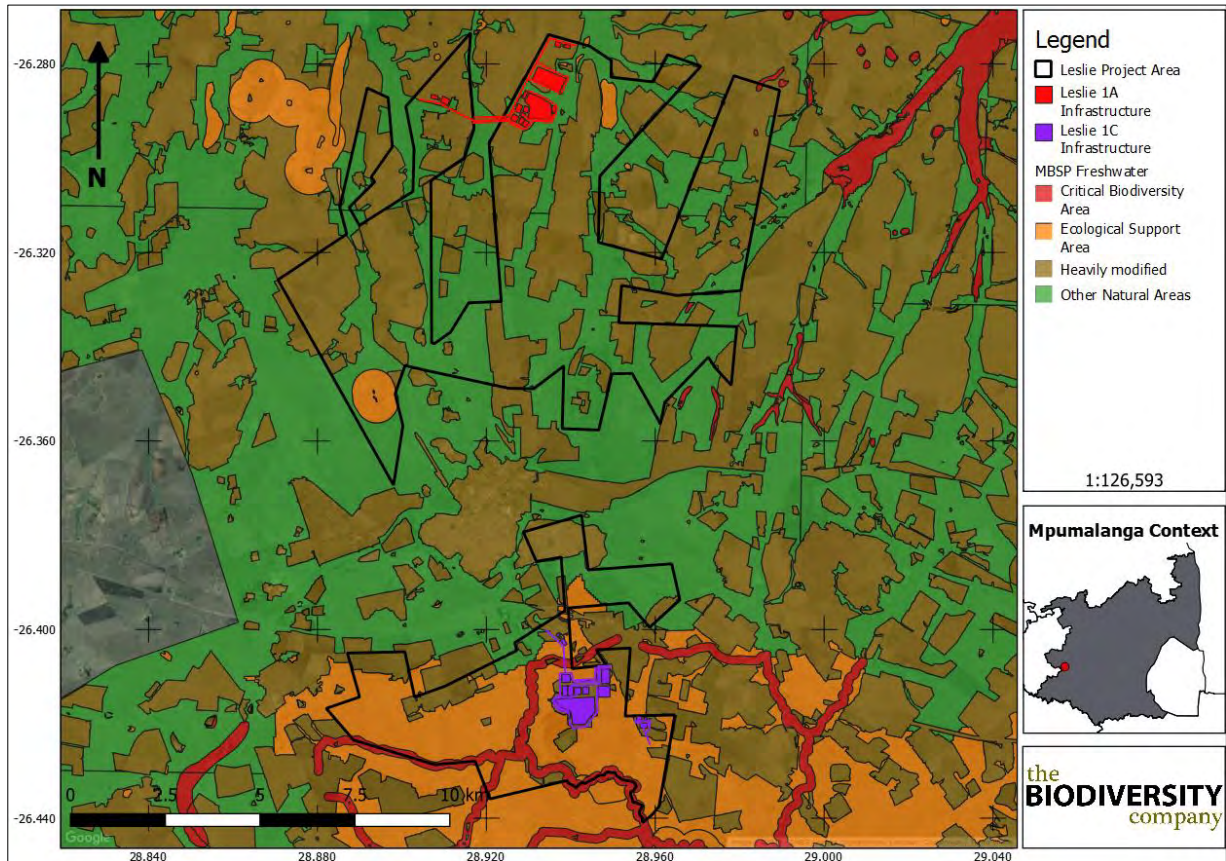 Legend
Leslie Project Area
Leslie 1A
Infrastructure
Leslie 1C
Infrastructure
MBSP Freshwater
Critical Biodiversity
Area
Ecological Support
Area
Heavily modified
Other Natural Areas
1:126,593
Mpumalanga Context
the
BIODIVERSITY
company
N
-26.280
-26.320
-26.360
-26.400
-26.440
0 2.5 5 7.5 10 km
Google
28.840 28.880 28.920 28.960 29.000 29.040